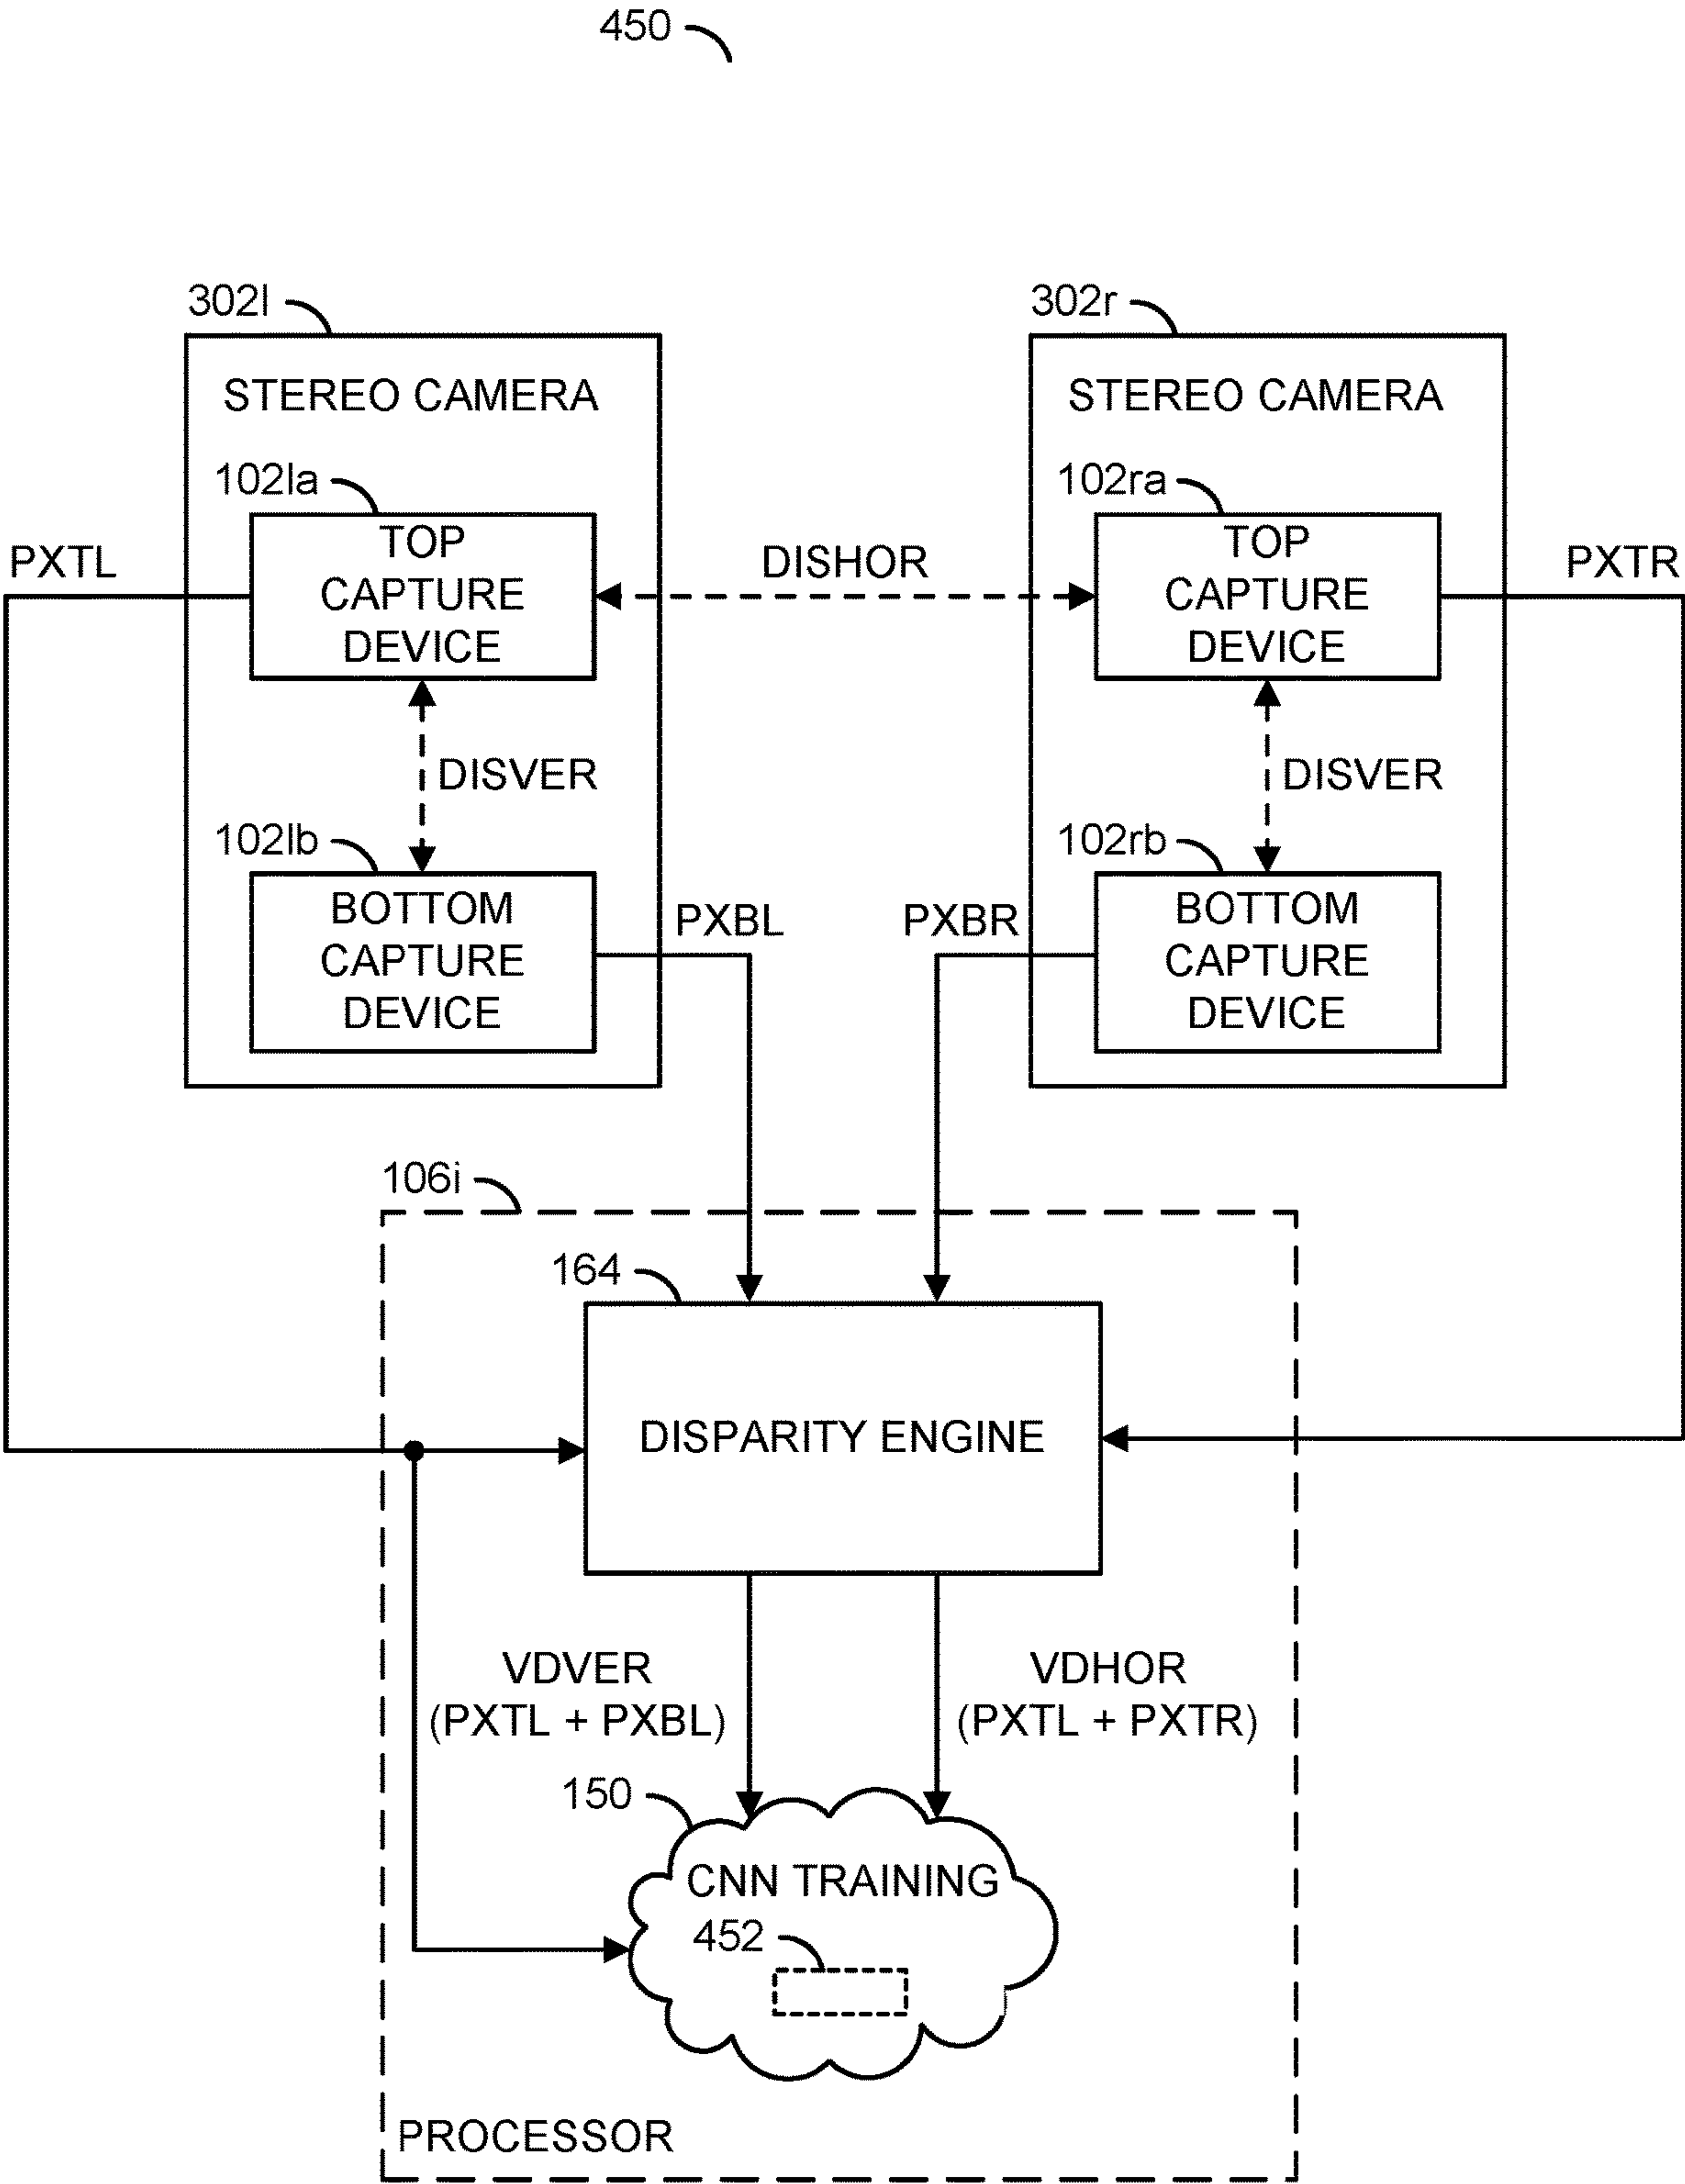 450
302l
302r
STEREO CAMERA
STEREO CAMERA
102la
102ra
PXTL
TOP
CAPTURE
DEVICE
DISHOR
TOP
CAPTURE
DEVICE
PXTR
DISVER
DISVER
102lb
102rb
BOTTOM
CAPTURE
DEVICE
PXBL
PXBR
BOTTOM
CAPTURE
DEVICE
106i
164
DISPARITY ENGINE
VDVER
(PXTL + PXBL)
VDHOR
(PXTL + PXTR)
150
CNN TRAINING
452
PROCESSOR